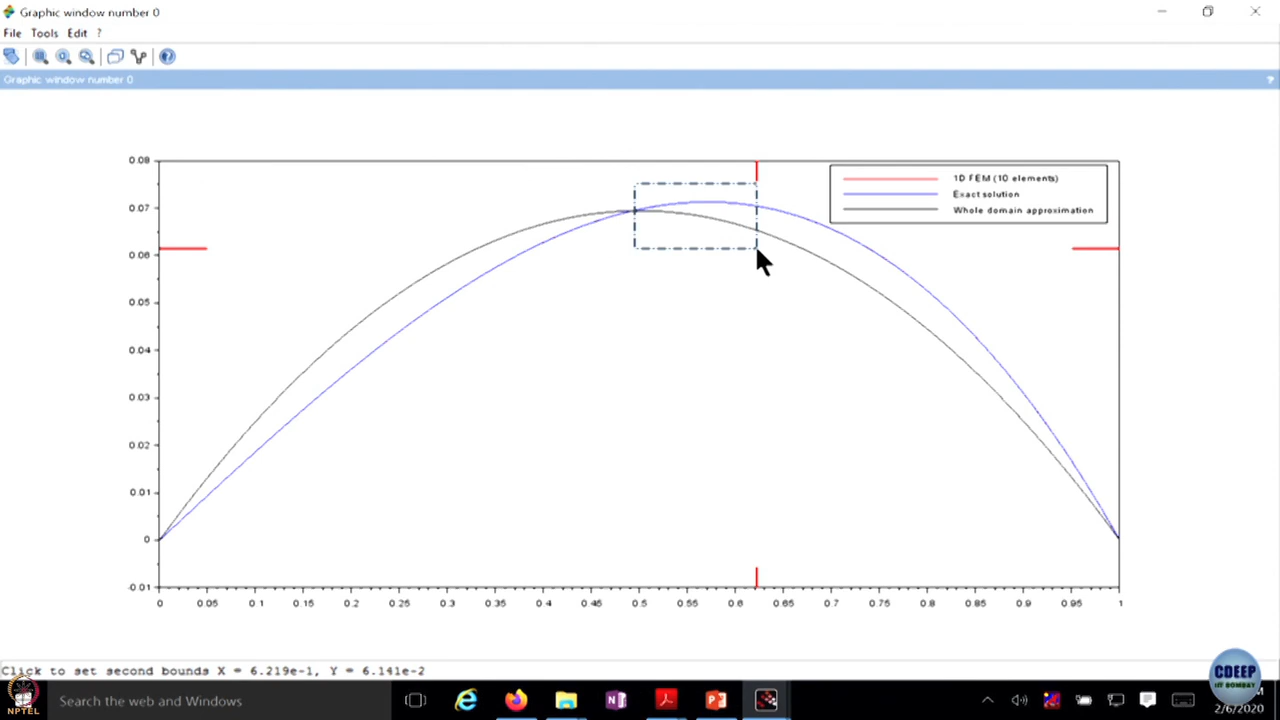 Graphic window number 0
File Tools Edit ?
Graphic window number 0 ?
1D FEM (10 elements)
Exact solution
Whole domain approximation
0.08
0.07
0.06
0.05
0.04
0.03
0.02
0.01
0
-0.01
0 0.05 0.1 0.15 0.2 0.25 0.3 0.35 0.4 0.45 0.5 0.55 0.6 0.65 0.7 0.75 0.8 0.85 0.9 0.95 1
Click to set second bounds X = 6.219e-1, Y = 6.141e-2
CDEEP
IIT BOMBAY
NPTEL
Search the web and Windows
2/6/2020